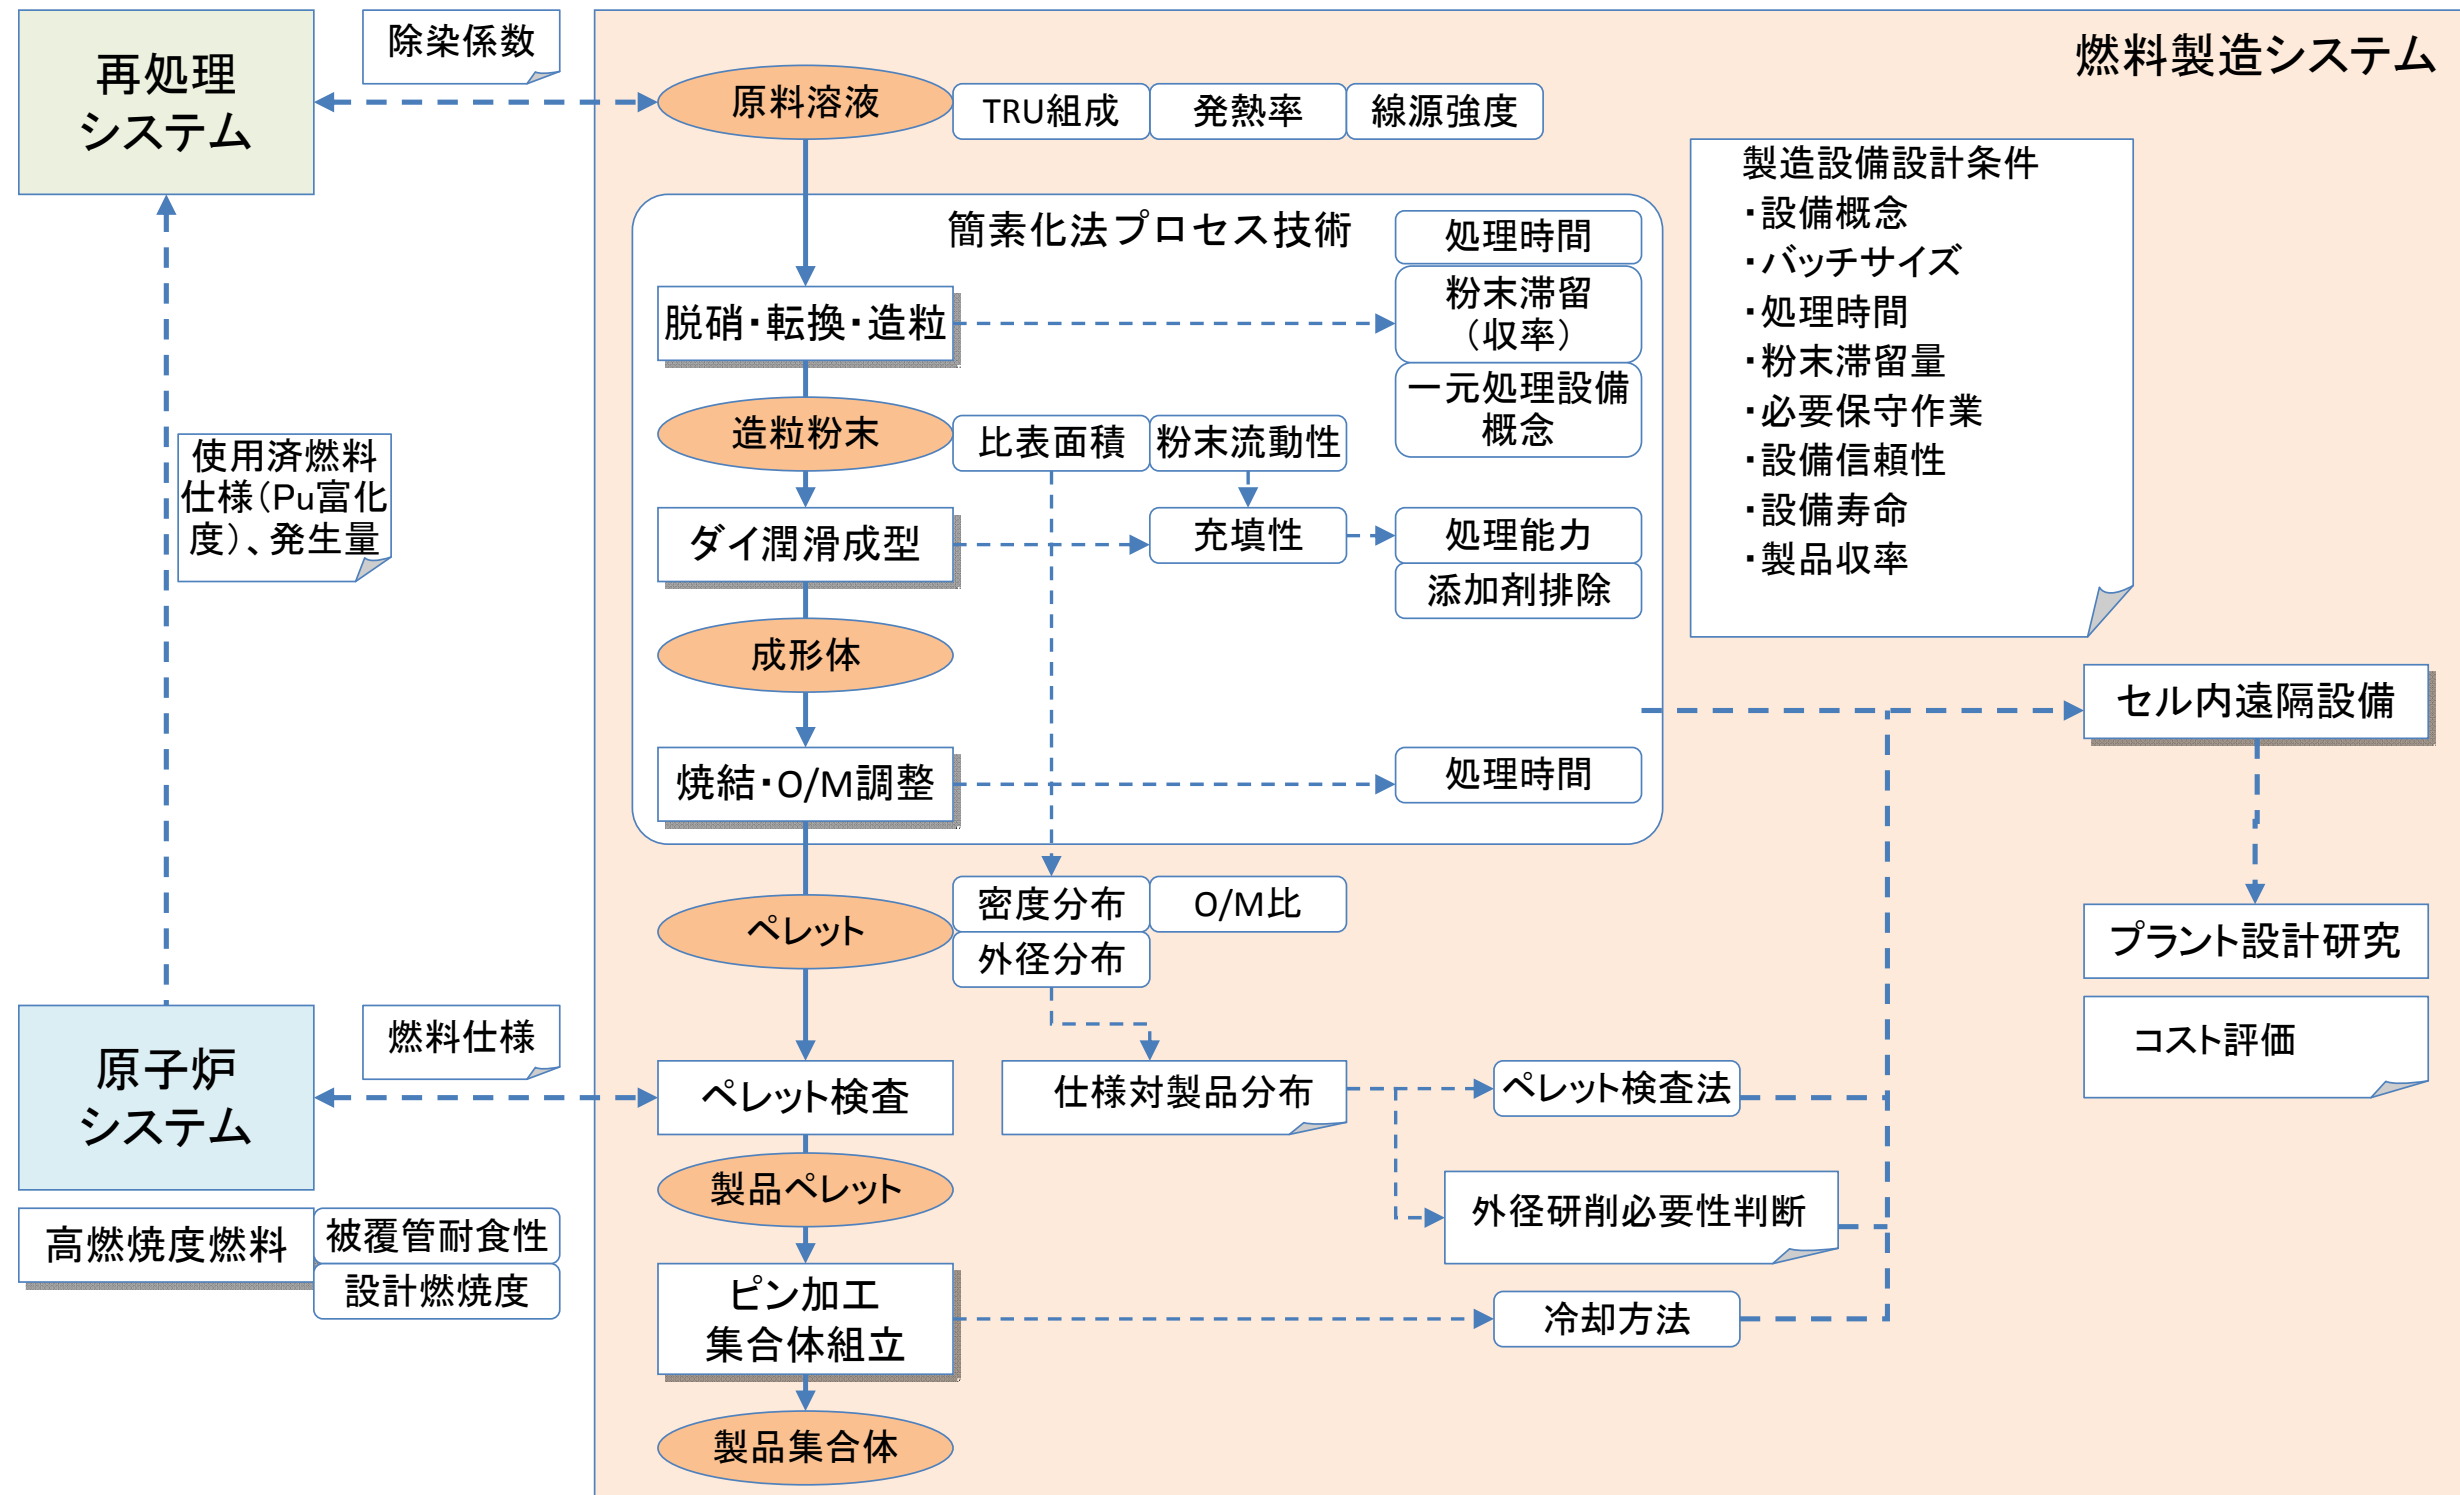 再処理
システム
除染係数
燃料製造システム
原料溶液
TRU組成
発熱率
線源強度
簡素化法プロセス技術
処理時間
粉末滞留
（収率）
一元処理設備
概念
脱硝・転換・造粒
造粒粉末
比表面積
粉末流動性
ダイ潤滑成型
充填性
処理能力
添加剤排除
成形体
焼結・O/M調整
処理時間
製造設備設計条件
・設備概念
・バッチサイズ
・処理時間
・粉末滞留量
・必要保守作業
・設備信頼性
・設備寿命
・製品収率
使用済燃料
仕様（Pu富化
度）、発生量
セル内遠隔設備
プラント設計研究
コスト評価
ペレット
密度分布
O/M比
外径分布
原子炉
システム
燃料仕様
ペレット検査
仕様対製品分布
ペレット検査法
製品ペレット
外径研削必要性判断
高燃焼度燃料
被覆管耐食性
設計燃焼度
ピン加工
集合体組立
冷却方法
製品集合体